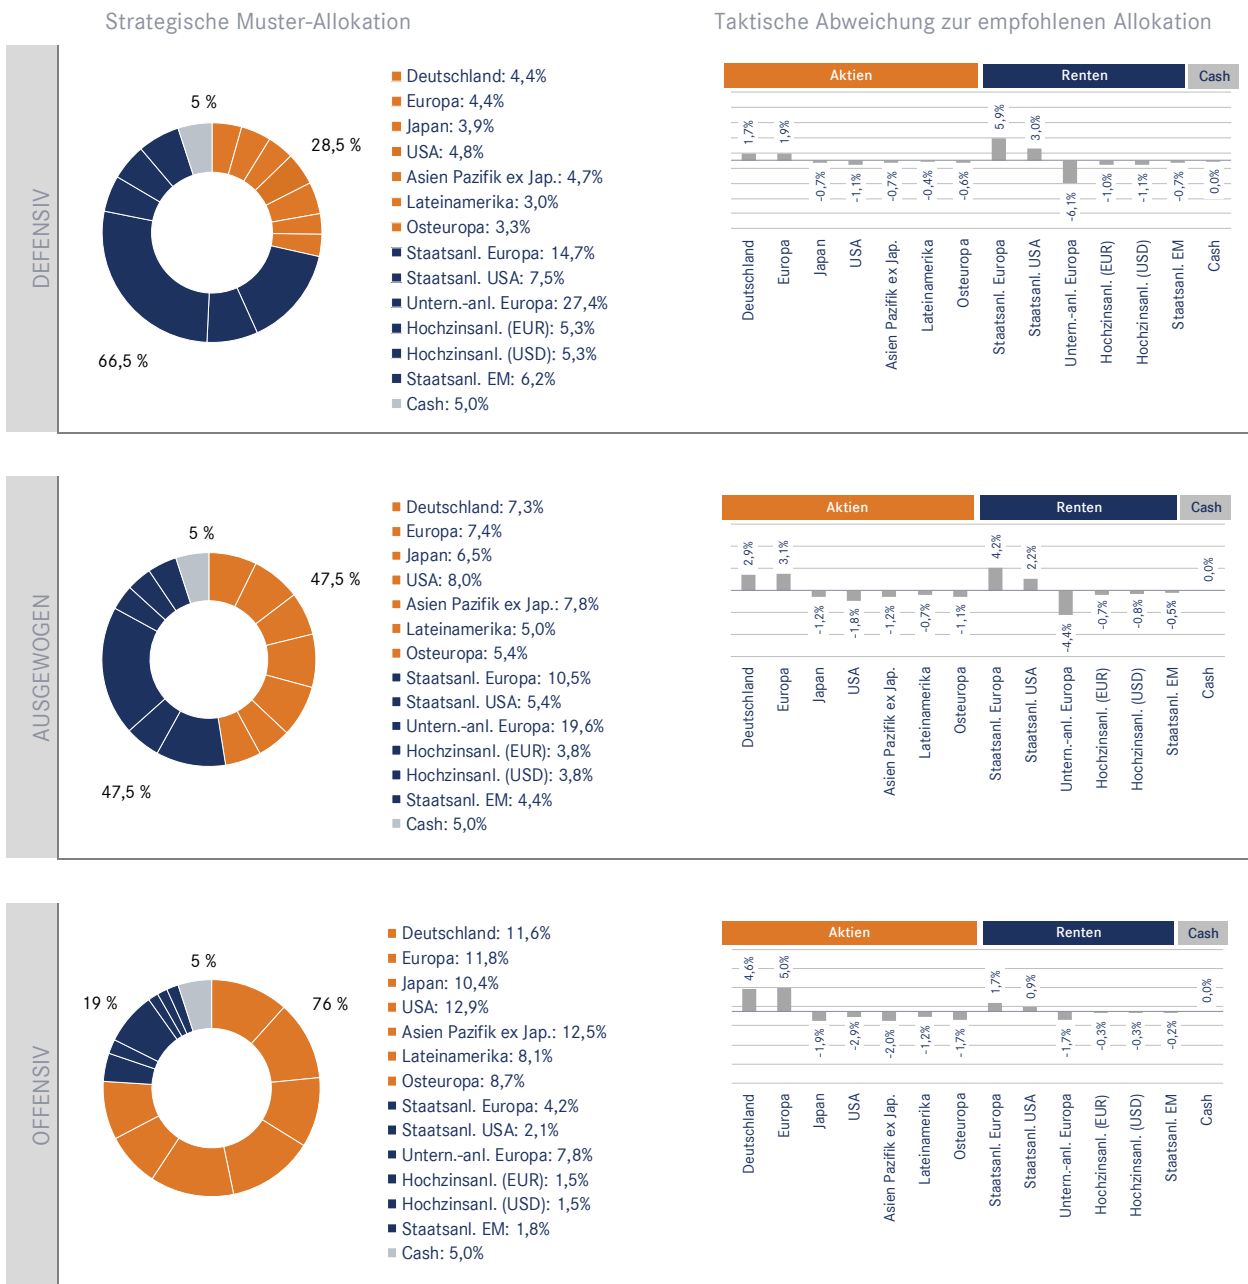 Strategische Muster-Allokation
Taktische Abweichung zur empfohlenen Allokation
DEFENSIV
5 %
28,5 %
66,5 %
Deutschland: 4,4%
Europa: 4,4%
Japan: 3,9%
USA: 4,8%
Asien Pazifik ex Jap.: 4,7%
Lateinamerika: 3,0%
Osteuropa: 3,3%
Staatsanl. Europa: 14,7%
Staatsanl. USA: 7,5%
Untern.-anl. Europa: 27,4%
Hochzinsanl. (EUR): 5,3%
Hochzinsanl. (USD): 5,3%
Staatsanl. EM: 6,2%
Cash: 5,0%
Aktien
Renten
Cash
1,7%
1,9%
-0,7%
-1,1%
-0,7%
-0,4%
-0,6%
5,9%
3,0%
-6,1%
-1,0%
-1,1%
-0,7%
0,0%
Deutschland
Europa
Japan
USA
Asien Pazifik ex Jap.
Lateinamerika
Osteuropa
Staatsanl. Europa
Staatsanl. USA
Untern.-anl. Europa
Hochzinsanl. (EUR)
Hochzinsanl. (USD)
Staatsanl. EM
Cash
AUSGEWOGEN
5 %
47,5 %
47,5 %
Deutschland: 7,3%
Europa: 7,4%
Japan: 6,5%
USA: 8,0%
Asien Pazifik ex Jap.: 7,8%
Lateinamerika: 5,0%
Osteuropa: 5,4%
Staatsanl. Europa: 10,5%
Staatsanl. USA: 5,4%
Untern.-anl. Europa: 19,6%
Hochzinsanl. (EUR): 3,8%
Hochzinsanl. (USD): 3,8%
Staatsanl. EM: 4,4%
Cash: 5,0%
Aktien
Renten
Cash
2,9%
3,1%
-1,2%
-1,8%
-1,2%
-0,7%
-1,1%
4,2%
2,2%
-4,4%
-0,7%
-0,8%
-0,5%
0,0%
Deutschland
Europa
Japan
USA
Asien Pazifik ex Jap.
Lateinamerika
Osteuropa
Staatsanl. Europa
Staatsanl. USA
Untern.-anl. Europa
Hochzinsanl. (EUR)
Hochzinsanl. (USD)
Staatsanl. EM
Cash
OFFENSIV
5 %
19 %
76 %
Deutschland: 11,6%
Europa: 11,8%
Japan: 10,4%
USA: 12,9%
Asien Pazifik ex Jap.: 12,5%
Lateinamerika: 8,1%
Osteuropa: 8,7%
Staatsanl. Europa: 4,2%
Staatsanl. USA: 2,1%
Untern.-anl. Europa: 7,8%
Hochzinsanl. (EUR): 1,5%
Hochzinsanl. (USD): 1,5%
Staatsanl. EM: 1,8%
Cash: 5,0%
Aktien
Renten
Cash
4,6%
5,0%
-1,9%
-2,9%
-2,0%
-1,2%
-1,7%
1,7%
0,9%
-1,7%
-0,3%
-0,3%
-0,2%
0,0%
Deutschland
Europa
Japan
USA
Asien Pazifik ex Jap.
Lateinamerika
Osteuropa
Staatsanl. Europa
Staatsanl. USA
Untern.-anl. Europa
Hochzinsanl. (EUR)
Hochzinsanl. (USD)
Staatsanl. EM
Cash